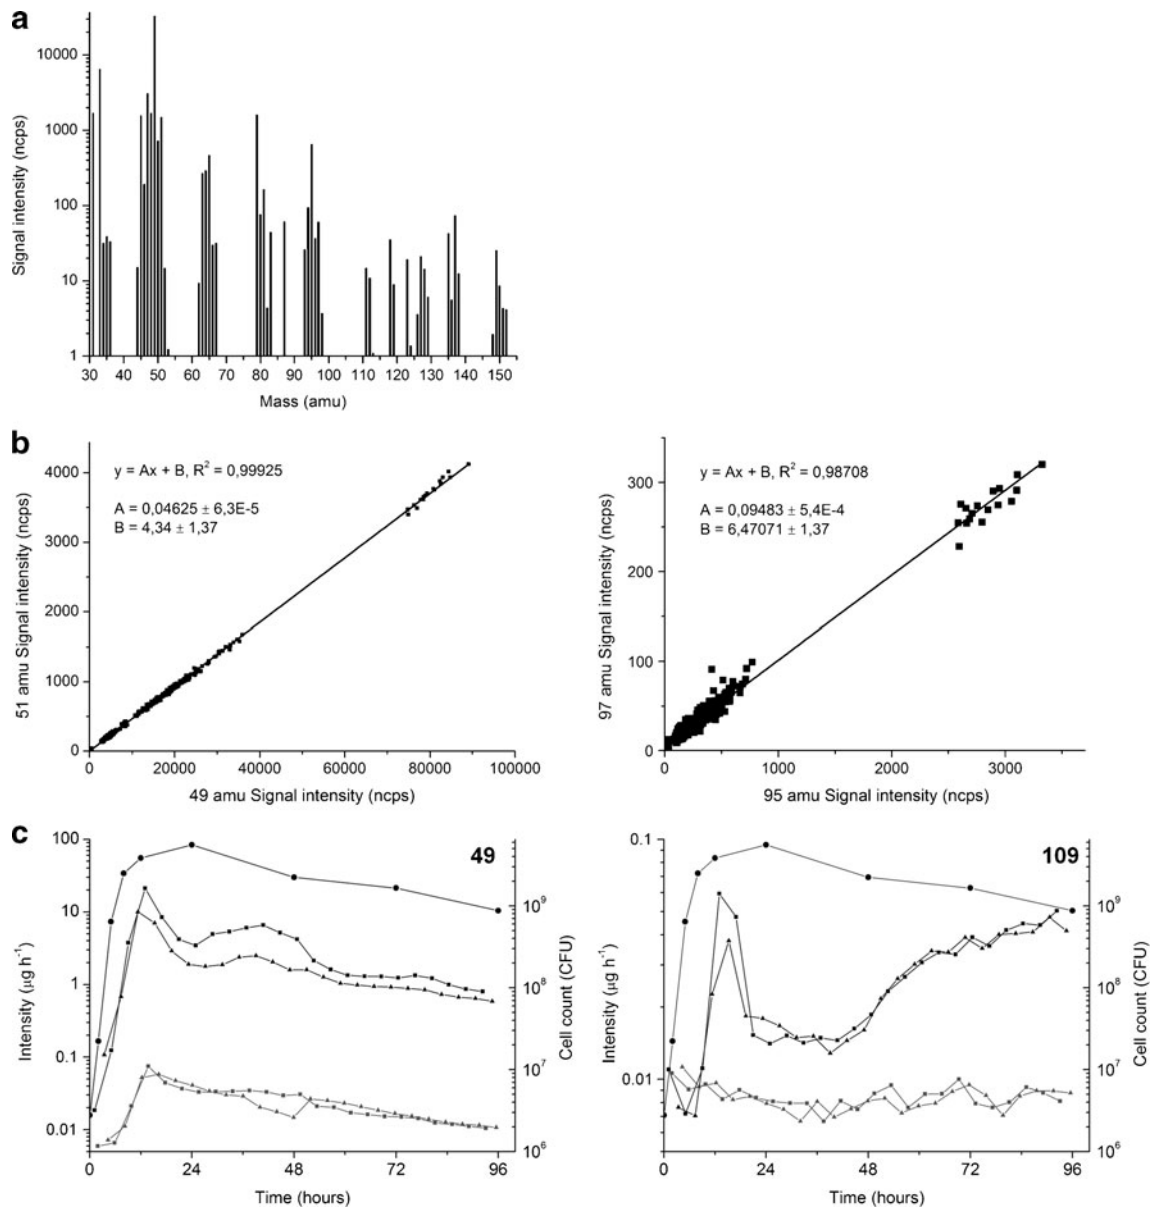 a
10000
1000
100
10
1
Signal intensity (ncps)
30 40 50 60 70 80 90 100 110 120 130 140 150
Mass (amu)
b
y = Ax + B, R² = 0,99925
A = 0,04625 ± 6,3E-5
B = 4,34 ± 1,37
4000
3000
2000
1000
0
51 amu Signal intensity (ncps)
0 20000 40000 60000 80000 100000
49 amu Signal intensity (ncps)
y = Ax + B, R² = 0,98708
A = 0,09483 ± 5,4E-4
B = 6,47071 ± 1,37
300
200
100
0
97 amu Signal intensity (ncps)
0 1000 2000 3000
95 amu Signal intensity (ncps)
c
49
100
10
1
0.1
0.01
Intensity (µg h⁻¹)
10⁹
10⁸
10⁷
10⁶
Cell count (CFU)
0 24 48 72 96
Time (hours)
109
0.1
0.01
Intensity (µg h⁻¹)
10⁹
10⁸
10⁷
10⁶
Cell count (CFU)
0 24 48 72 96
Time (hours)